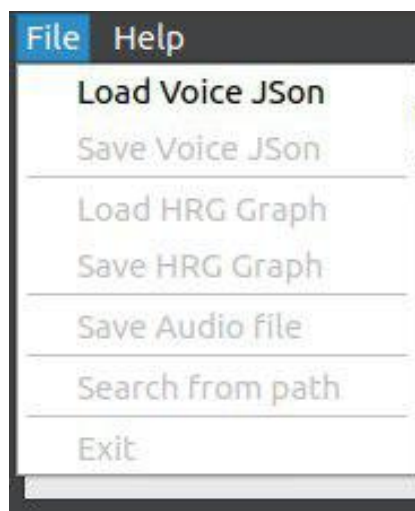 File Help
Load Voice JSon
Save Voice JSon
Load HRG Graph
Save HRG Graph
Save Audio file
Search from path
Exit